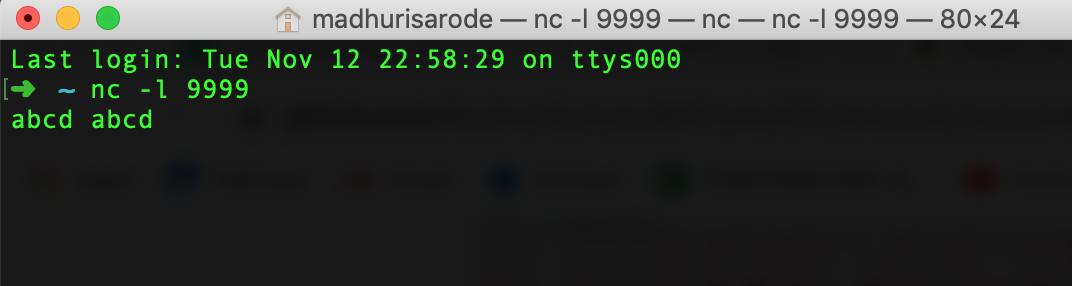 madhurisarode — nc -l 9999 — nc — nc -l 9999 — 80×24
Last login: Tue Nov 12 22:58:29 on ttys000
[➜ ~ nc -l 9999
abcd abcd